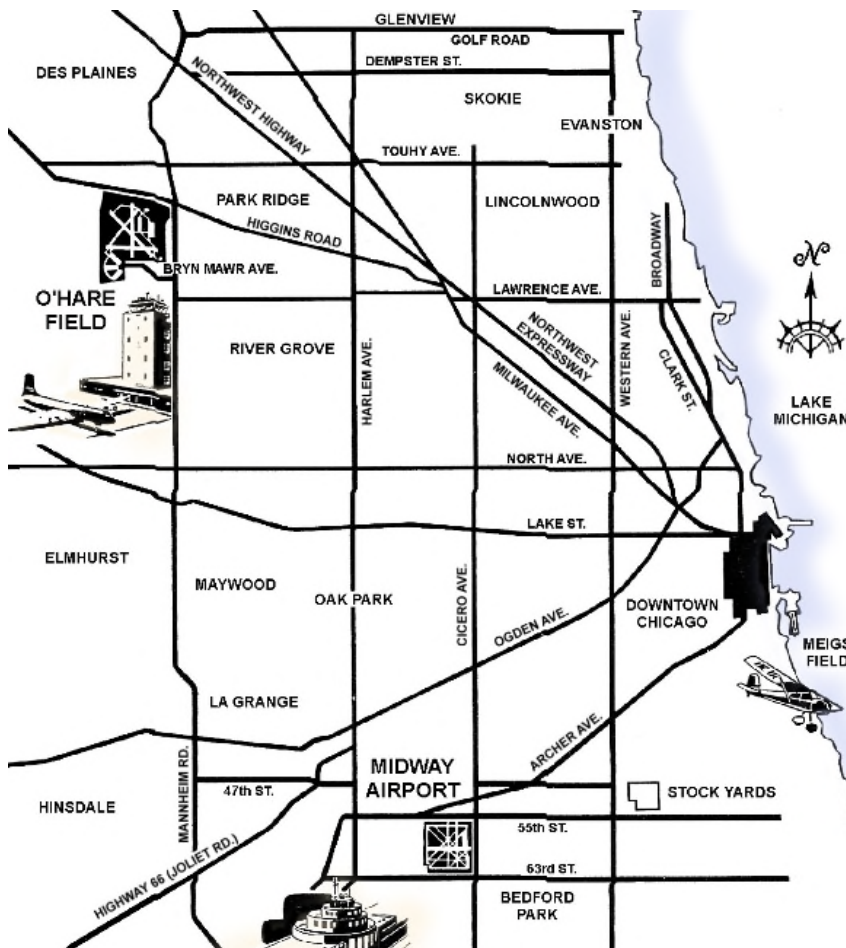 GLENVIEW
GOLF ROAD
DEMPSTER ST.
DES PLAINES
NORTHWEST HIGHWAY
SKOKIE
EVANSTON
TOUHY AVE.
PARK RIDGE
LINCOLNWOOD
HIGGINS ROAD
BROADWAY
N
BRYN MAWR AVE.
LAWRENCE AVE.
O'HARE
FIELD
NORTHWEST
EXPRESSWAY
WESTERN AVE.
RIVER GROVE
HARLEM AVE.
MILWAUKEE AVE.
CLARK ST.
LAKE
MICHIGAN
NORTH AVE.
LAKE ST.
ELMHURST
MAYWOOD
OAK PARK
CICERO AVE.
OGDEN AVE.
DOWNTOWN
CHICAGO
MEIGS
FIELD
LA GRANGE
ARCHER AVE.
MANNHEIM RD.
MIDWAY
AIRPORT
47th ST.
STOCK YARDS
HINSDALE
55th ST.
HIGHWAY 66 (JOLIET RD.)
63rd ST.
BEDFORD
PARK